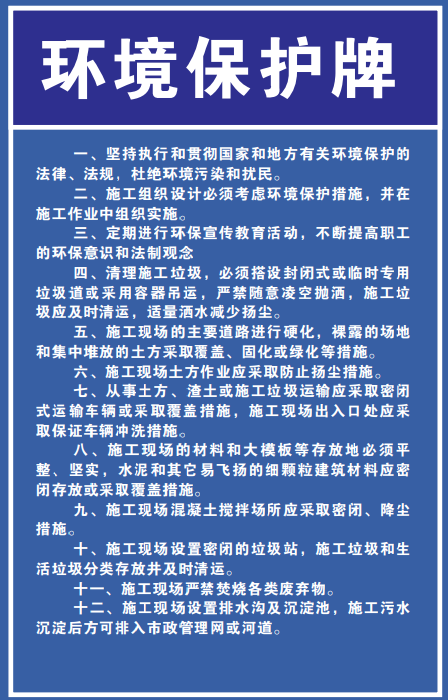 环境保护牌
一、坚持执行和贯彻国家和地方有关环境保护的
法律、法规，杜绝环境污染和扰民。
二、施工组织设计必须考虑环境保护措施，并在
施工作业中组织实施。
三、定期进行环保宣传教育活动，不断提高职工
的环保意识和法制观念
四、清理施工垃圾，必须搭设封闭式或临时专用
垃圾道或采用容器吊运，严禁随意凌空抛洒，施工垃
圾应及时清运，适量洒水减少扬尘。
五、施工现场的主要道路进行硬化，裸露的场地
和集中堆放的土方采取覆盖、固化或绿化等措施。
六、施工现场土方作业应采取防止扬尘措施。
七、从事土方、渣土或施工垃圾运输应采取密闭
式运输车辆或采取覆盖措施，施工现场出入口处应采
取保证车辆冲洗措施。
八、施工现场的材料和大模板等存放地必须平
整、坚实，水泥和其它易飞扬的细颗粒建筑材料应密
闭存放或采取覆盖措施。
九、施工现场混凝土搅拌场所应采取密闭、降尘
措施。
十、施工现场设置密闭的垃圾站，施工垃圾和生
活垃圾分类存放井及时清运。
十一、施工现场严禁焚烧各类废弃物。
十二、施工现场设置排水沟及沉淀池，施工污水
沉淀后方可排入市政管理网或河道。